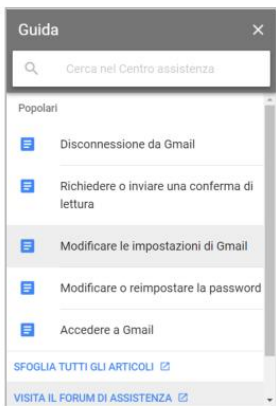 Guida
Cerca nel Centro assistenza
Popolari
Disconnessione da Gmail
Richiedere o inviare una conferma di
lettura
Modificare le impostazioni di Gmail
Modificare o reimpostare la password
Accedere a Gmail
SFOGLIA TUTTI GLI ARTICOLI
VISITA IL FORUM DI ASSISTENZA